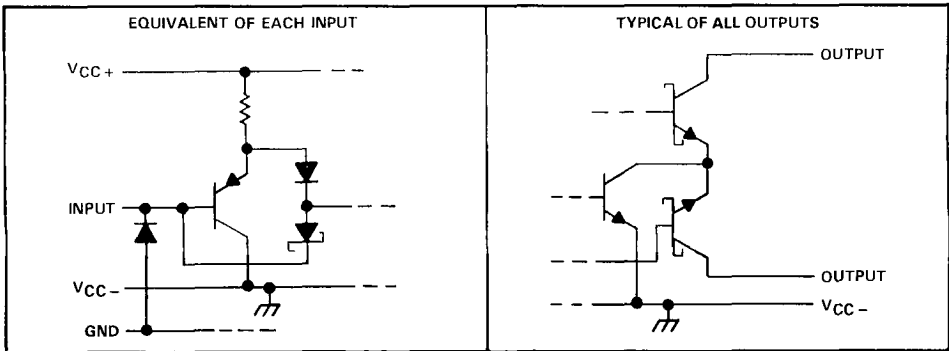 EQUIVALENT OF EACH INPUT
VCC+
INPUT
VCC−
GND
TYPICAL OF ALL OUTPUTS
OUTPUT
OUTPUT
VCC−